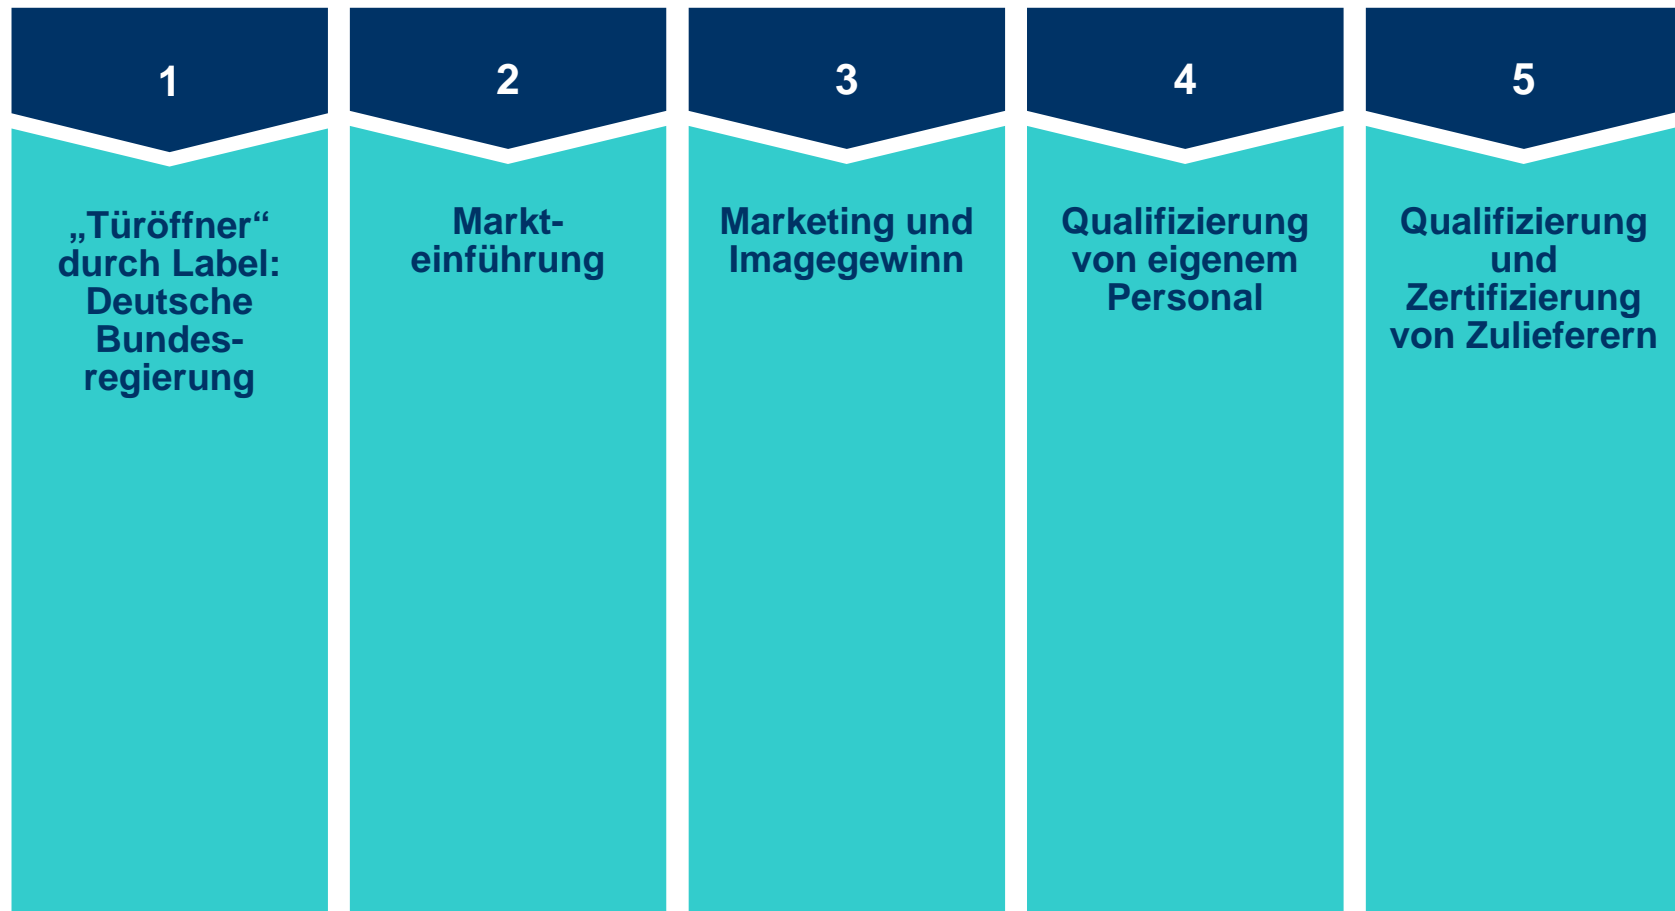 1
„Türöffner“
durch Label:
Deutsche
Bundes-
regierung
2
Markt-
einführung
3
Marketing und
Imagegewinn
4
Qualifizierung
von eigenem
Personal
5
Qualifizierung
und
Zertifizierung
von Zulieferern